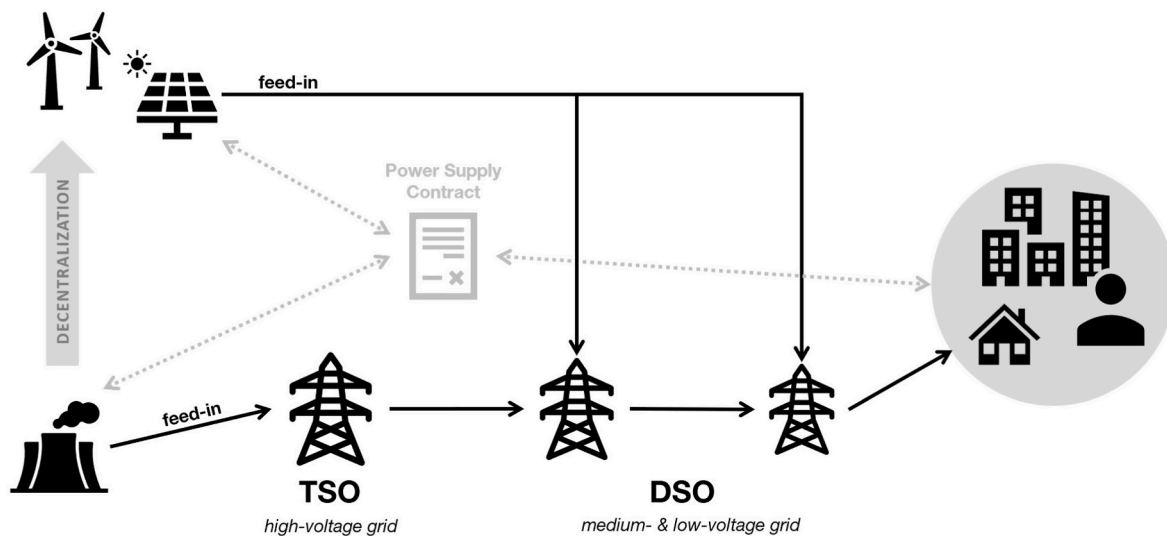 feed-in
Power Supply
Contract
DECENTRALIZATION
feed-in
TSO
high-voltage grid
DSO
medium- & low-voltage grid